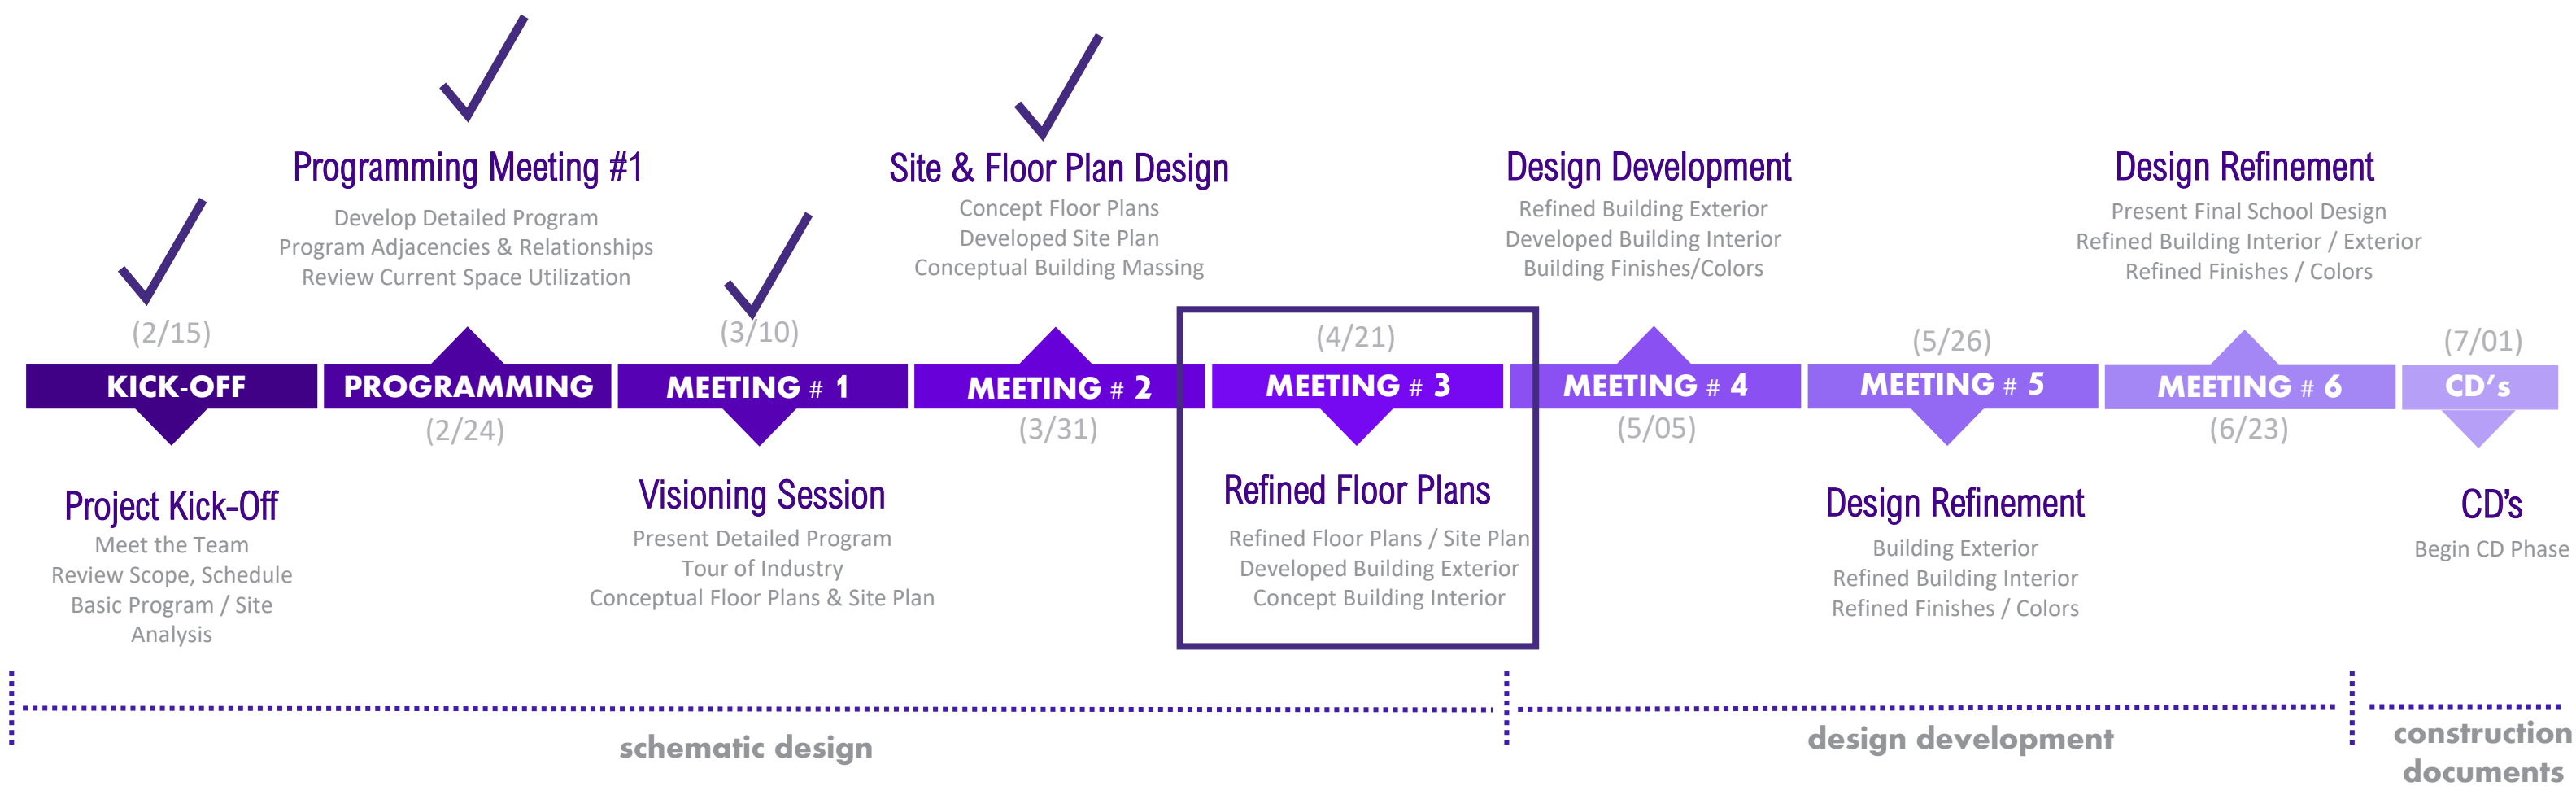 Programming Meeting #1
Develop Detailed Program
Program Adjacencies & Relationships
Review Current Space Utilization
Site & Floor Plan Design
Concept Floor Plans
Developed Site Plan
Conceptual Building Massing
Design Development
Refined Building Exterior
Developed Building Interior
Building Finishes/Colors
Design Refinement
Present Final School Design
Refined Building Interior / Exterior
Refined Finishes / Colors
(2/15)
(3/10)
(4/21)
(5/26)
(7/01)
KICK-OFF
PROGRAMMING
MEETING # 1
MEETING # 2
MEETING # 3
MEETING # 4
MEETING # 5
MEETING # 6
CD's
(2/24)
(3/31)
(5/05)
(6/23)
Project Kick-Off
Meet the Team
Review Scope, Schedule
Basic Program / Site
Analysis
Visioning Session
Present Detailed Program
Tour of Industry
Conceptual Floor Plans & Site Plan
Refined Floor Plans
Refined Floor Plans / Site Plan
Developed Building Exterior
Concept Building Interior
Design Refinement
Building Exterior
Refined Building Interior
Refined Finishes / Colors
CD's
Begin CD Phase
schematic design
design development
construction
documents